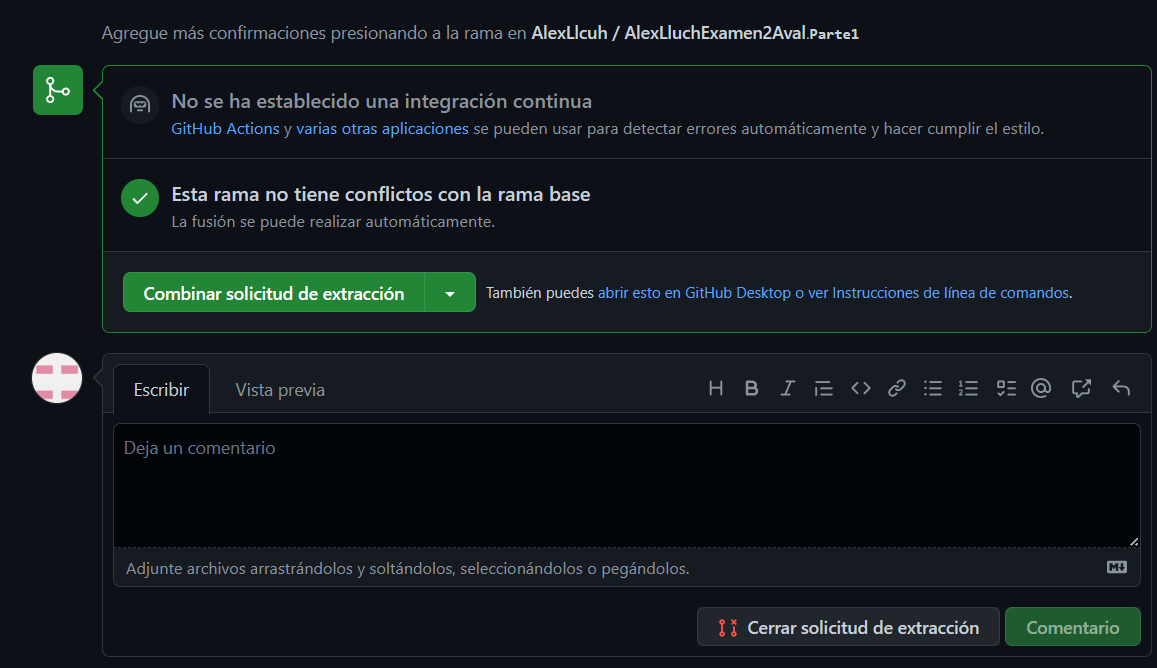 Agregue más confirmaciones presionando a la rama en AlexLlcuh / AlexLluchExamen2Aval.Parte1
No se ha establecido una integración continua
GitHub Actions y varias otras aplicaciones se pueden usar para detectar errores automáticamente y hacer cumplir el estilo.
Esta rama no tiene conflictos con la rama base
La fusión se puede realizar automáticamente.
Combinar solicitud de extracción
También puedes abrir esto en GitHub Desktop o ver Instrucciones de línea de comandos.
Escribir
Vista previa
Deja un comentario
Adjunte archivos arrastrándolos y soltándolos, seleccionándolos o pegándolos.
Cerrar solicitud de extracción
Comentario